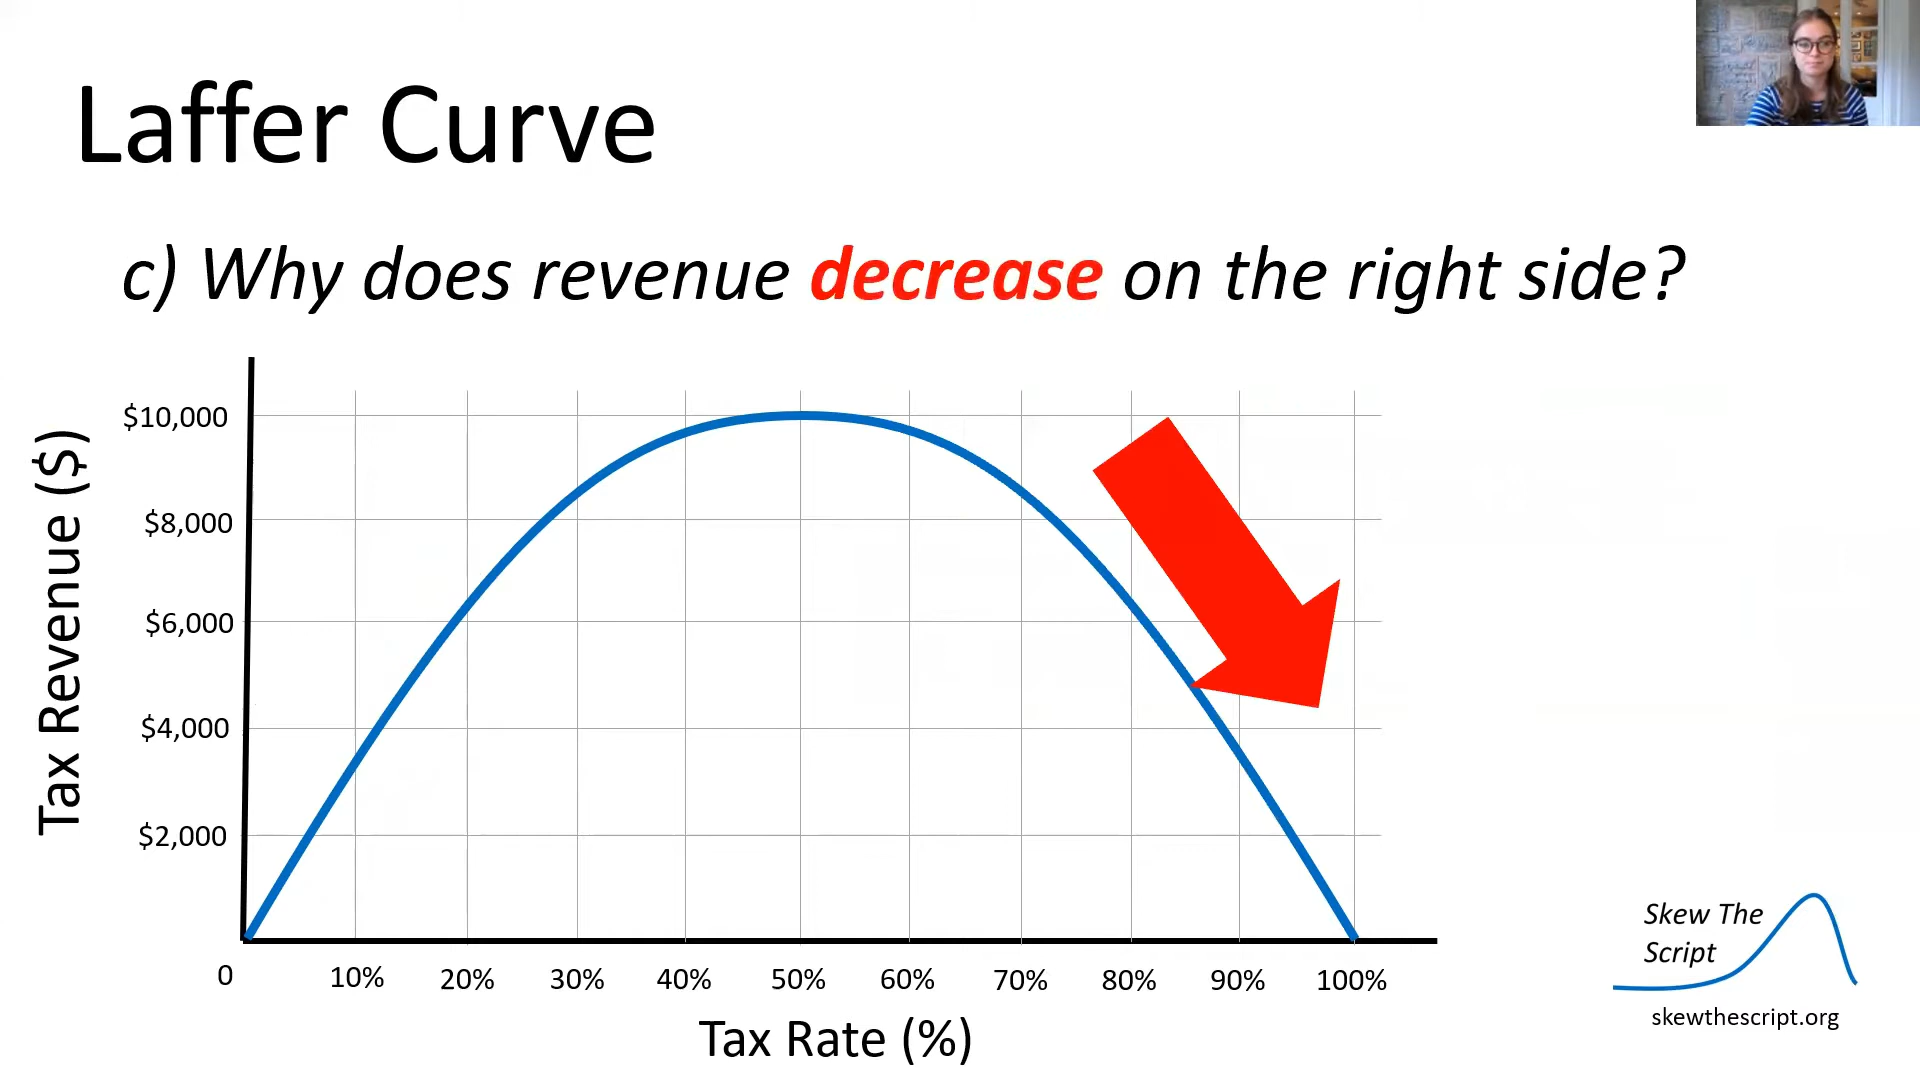 Laffer Curve
c) Why does revenue decrease on the right side?
Tax Revenue ($)
$10,000
$8,000
$6,000
$4,000
$2,000
0
10%
20%
30%
40%
50%
60%
70%
80%
90%
100%
Tax Rate (%)
Skew The
Script
skewthescript.org